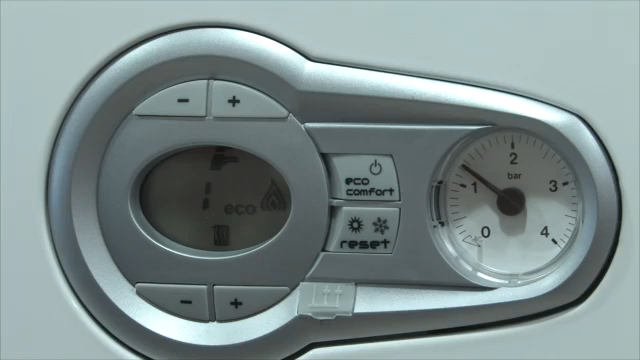 - +
eco
- +
eco
comfort
reset
bar
0
1
2
3
4